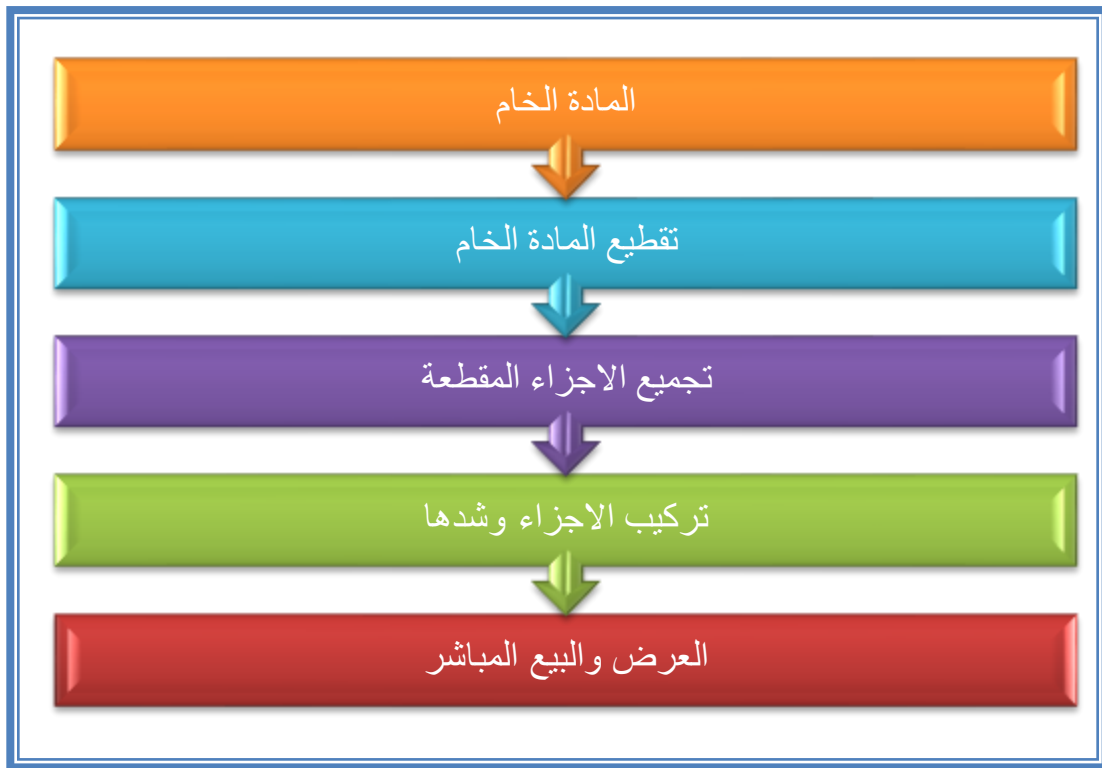 المادة الخام
تقطيع المادة الخام
تجميع الاجزاء المقطعة
تركيب الاجزاء وشدها
العرض والبيع المباشر